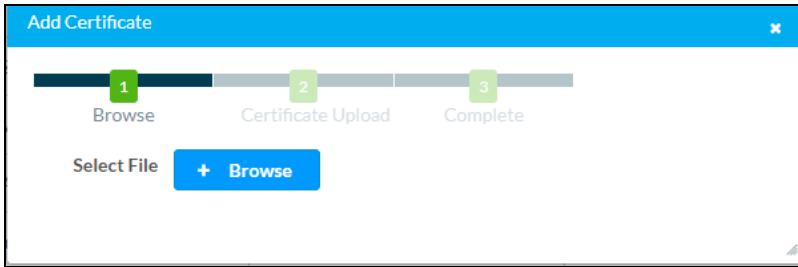 Add Certificate
1 2 3
Browse Certificate Upload Complete
Select File + Browse